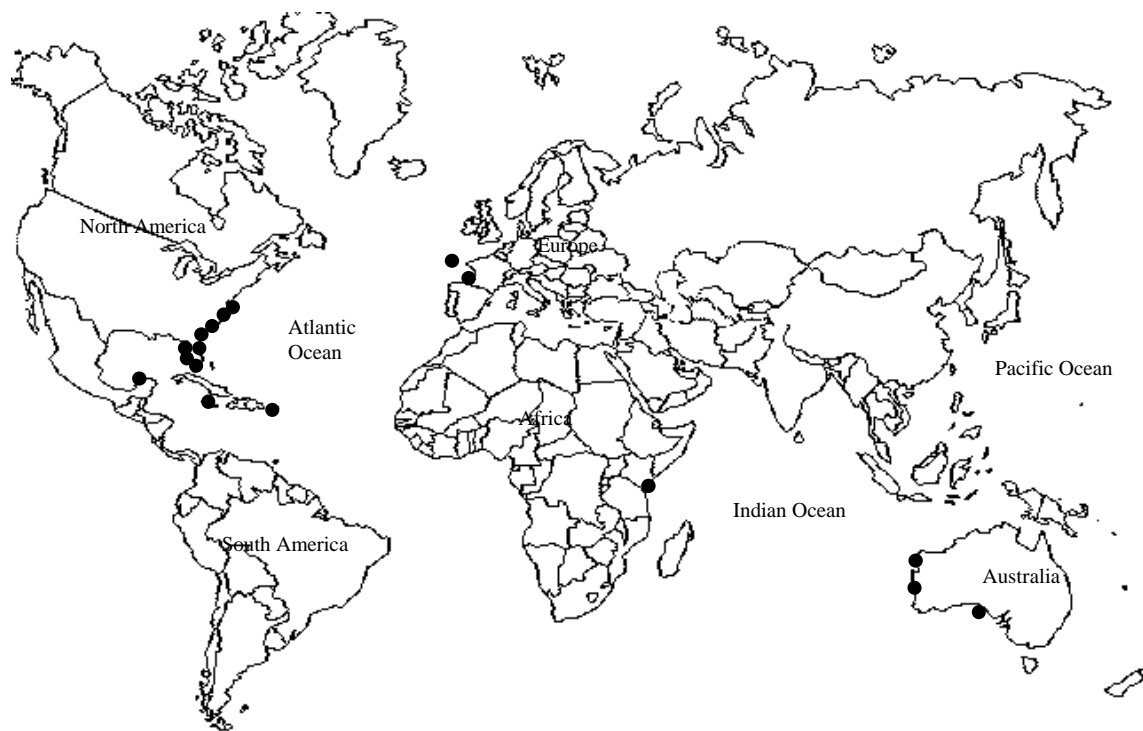 North America
Europe
Atlantic
Ocean
Pacific Ocean
Africa
Indian Ocean
South America
Australia